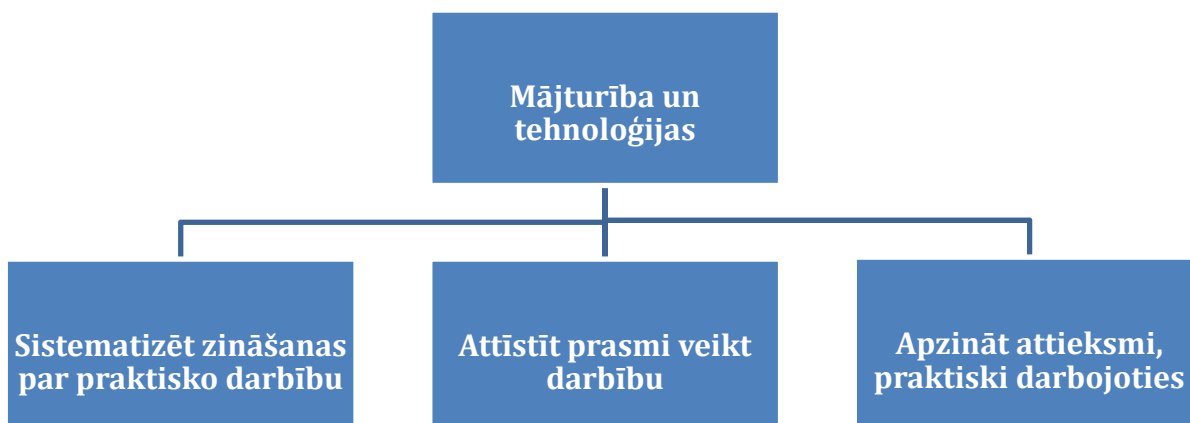 Mājturība un
tehnoloģijas
Sistematizēt zināšanas
par praktisko darbību
Attīstīt prasmi veikt
darbību
Apzināt attieksmi,
praktiski darbojoties